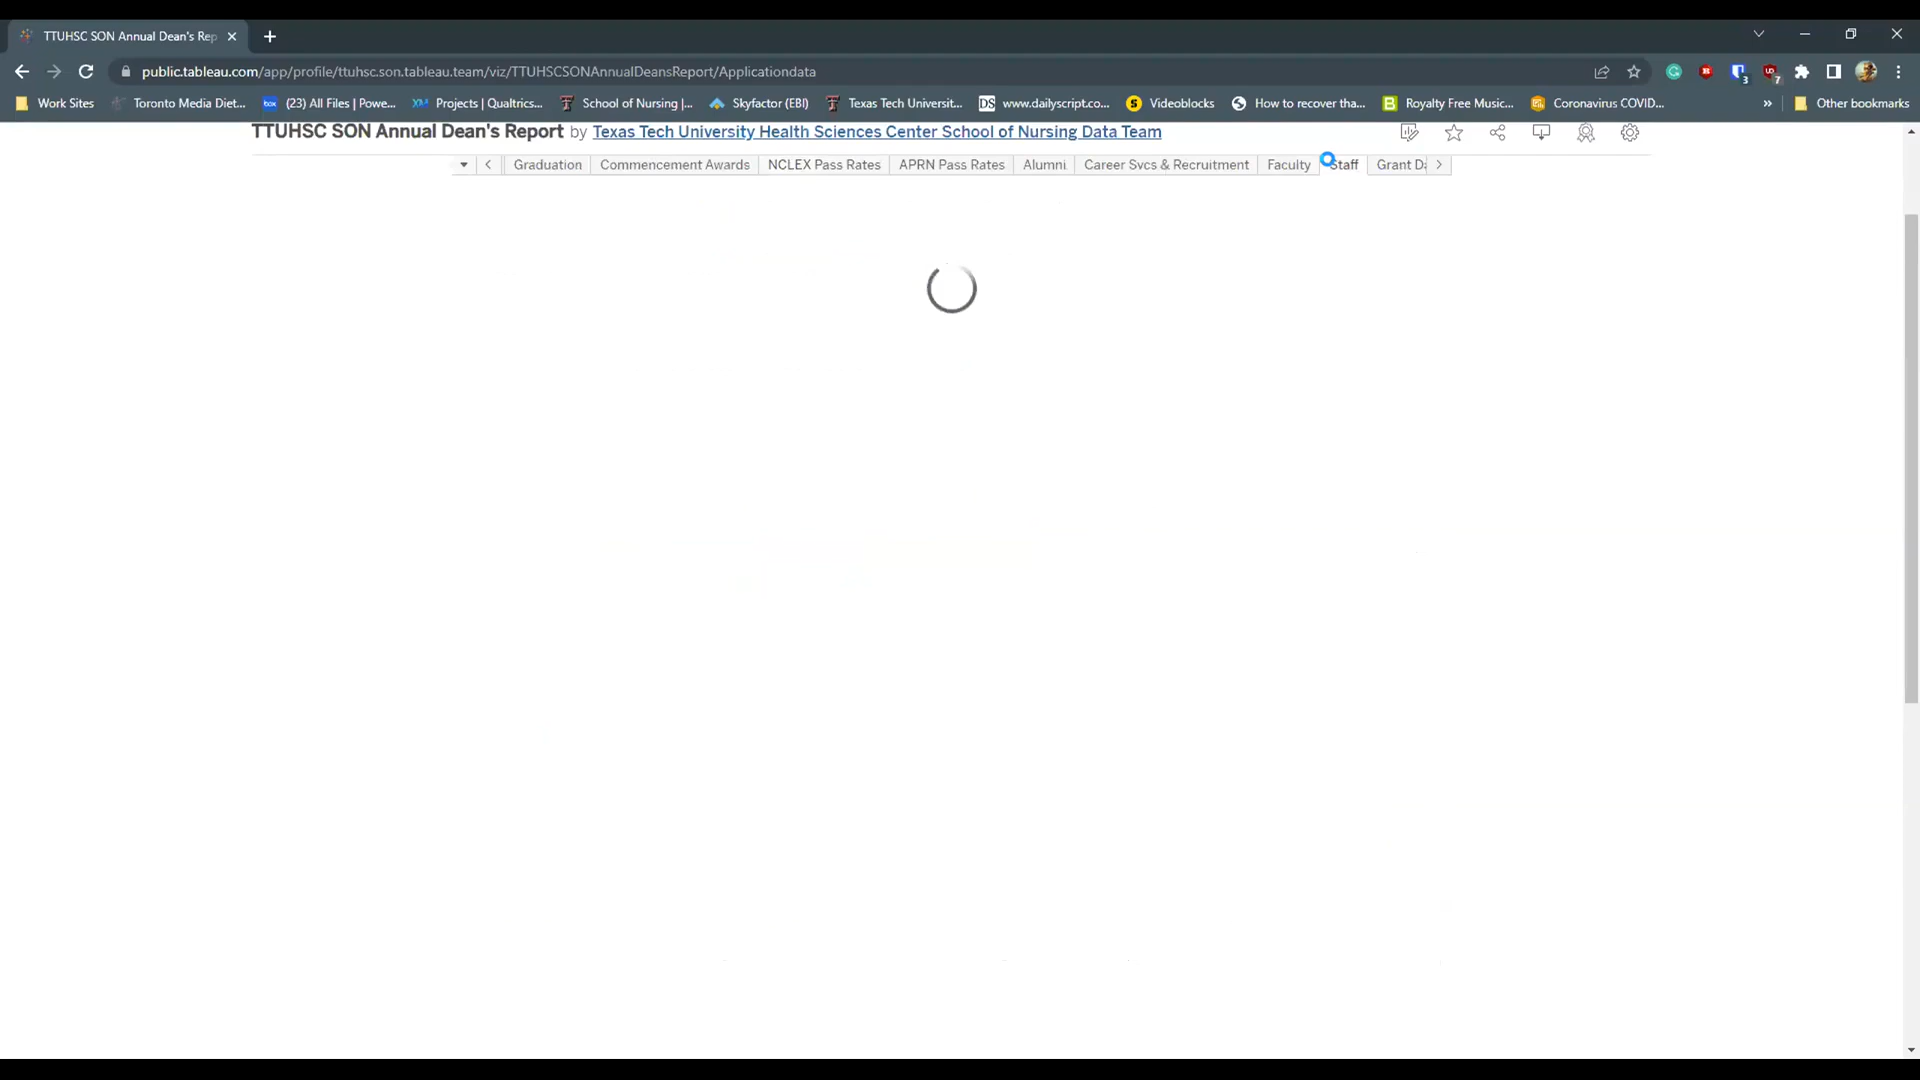 TTUHSC SON Annual Dean's Rep
public.tableau.com/app/profile/ttuhsc.son.tableau.team/viz/TTUHSCSONAnnualDeansReport/Applicationdata
Work Sites Toronto Media Diet... box (23) All Files | Powe... XM Projects | Qualtrics... School of Nursing |... Skyfactor (EBI) Texas Tech Universit... DS www.dailyscript.co... S Videoblocks How to recover tha... B Royalty Free Music... Coronavirus COVID... » Other bookmarks
TTUHSC SON Annual Dean's Report by Texas Tech University Health Sciences Center School of Nursing Data Team
Graduation Commencement Awards NCLEX Pass Rates APRN Pass Rates Alumni Career Svcs & Recruitment Faculty Staff Grant Da